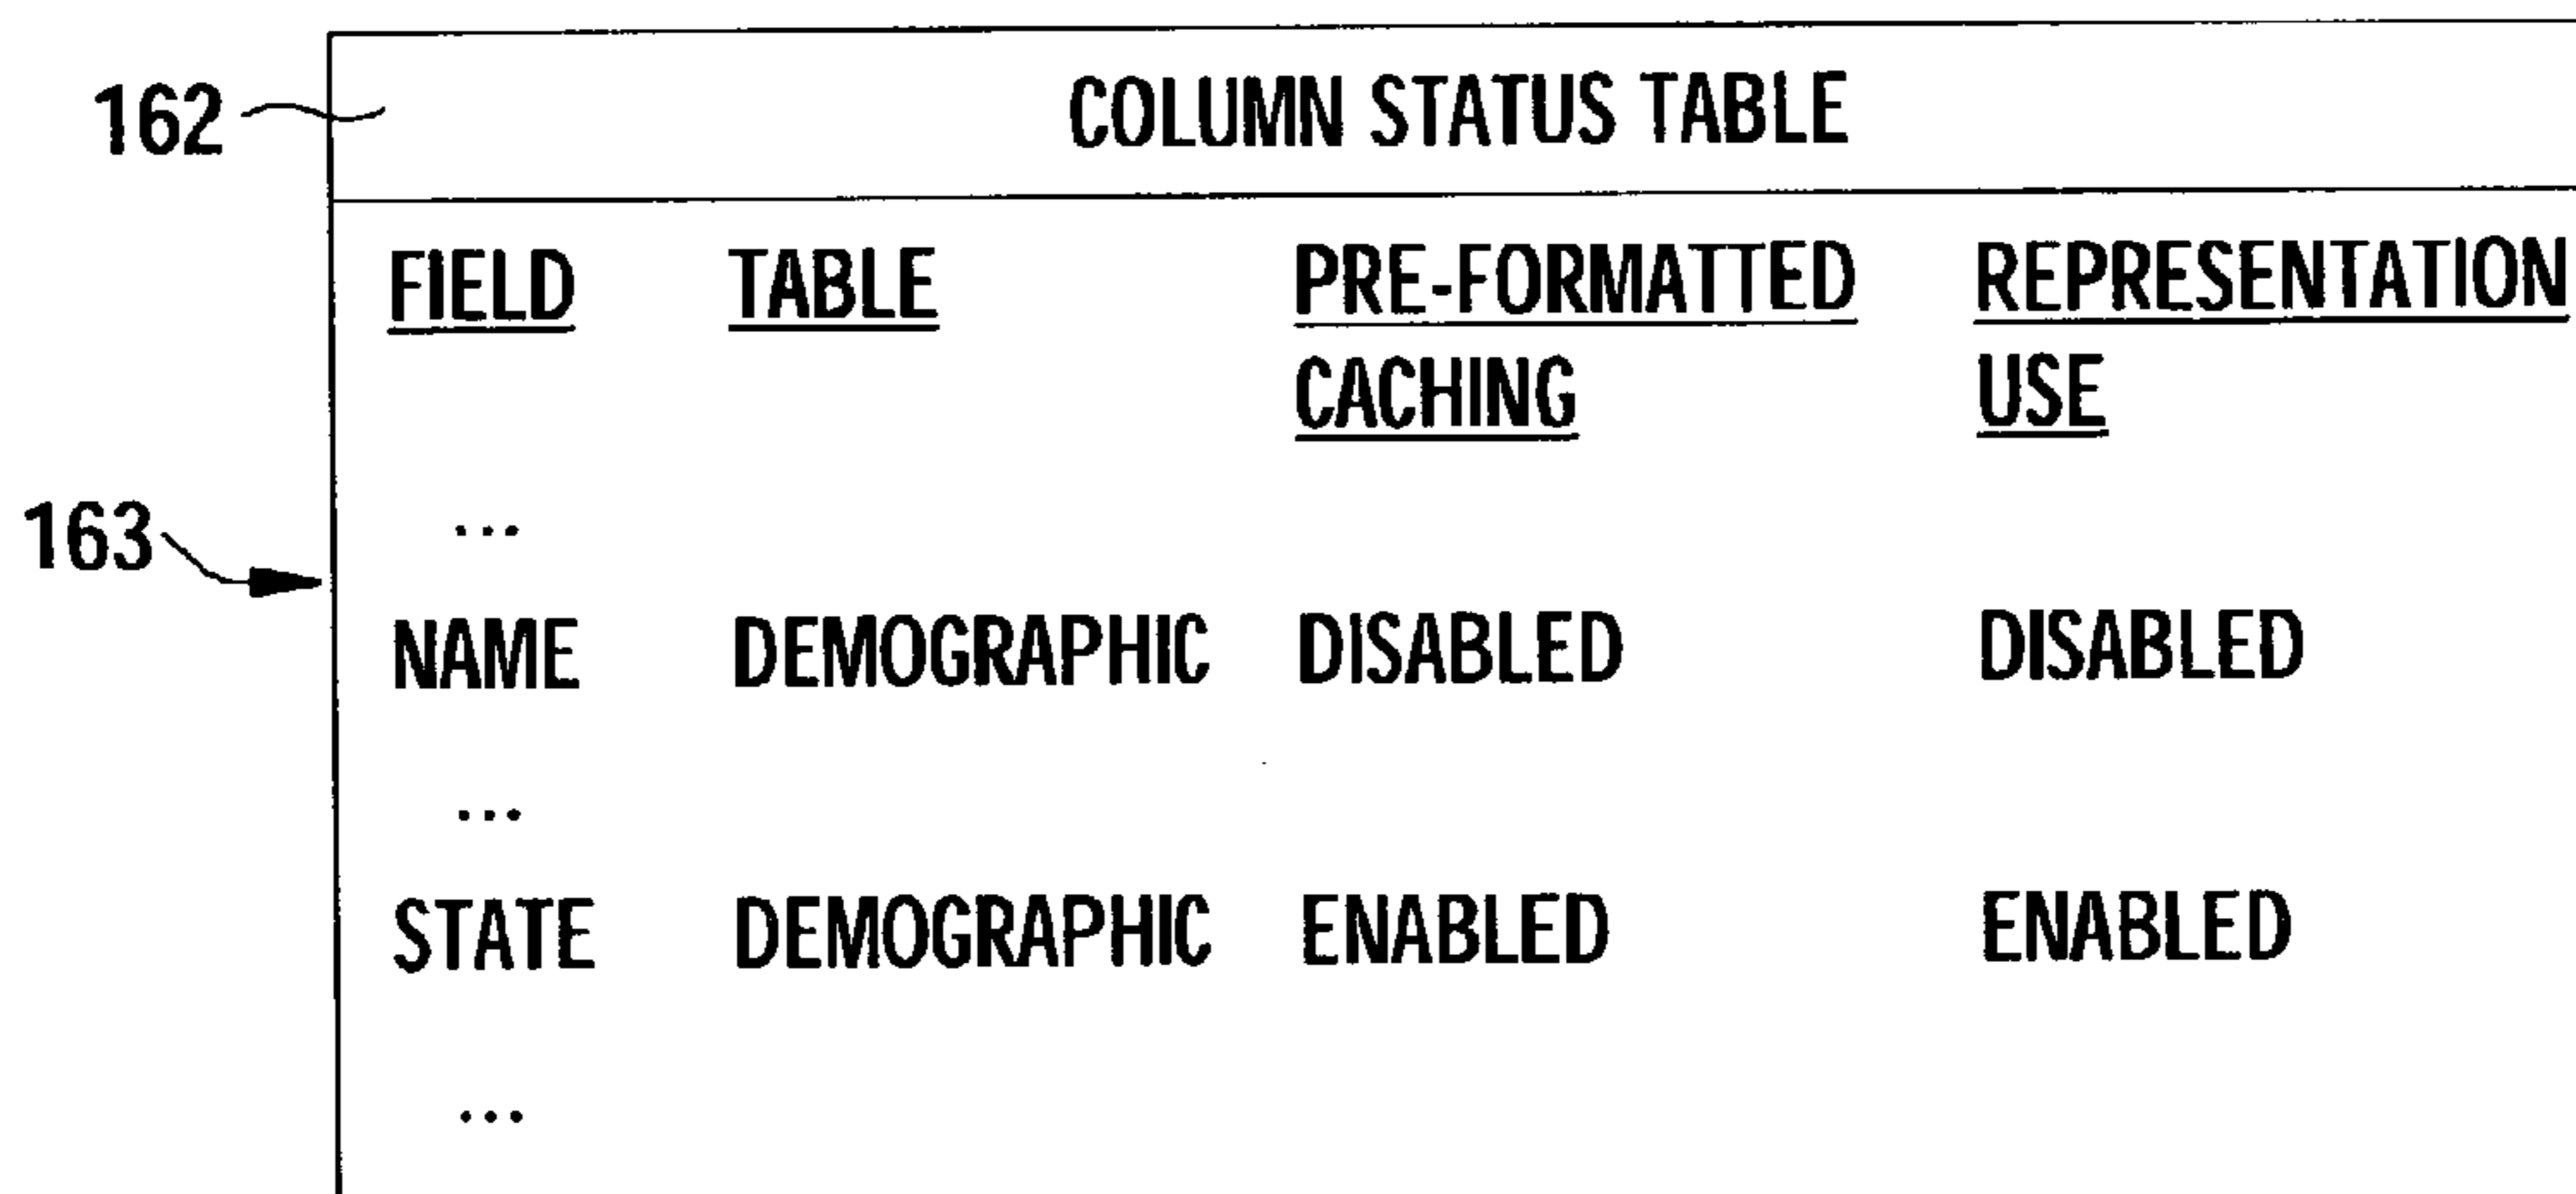 162 COLUMN STATUS TABLE
FIELD TABLE PRE-FORMATTED REPRESENTATION
CACHING USE
...
163
NAME DEMOGRAPHIC DISABLED DISABLED
...
STATE DEMOGRAPHIC ENABLED ENABLED
...